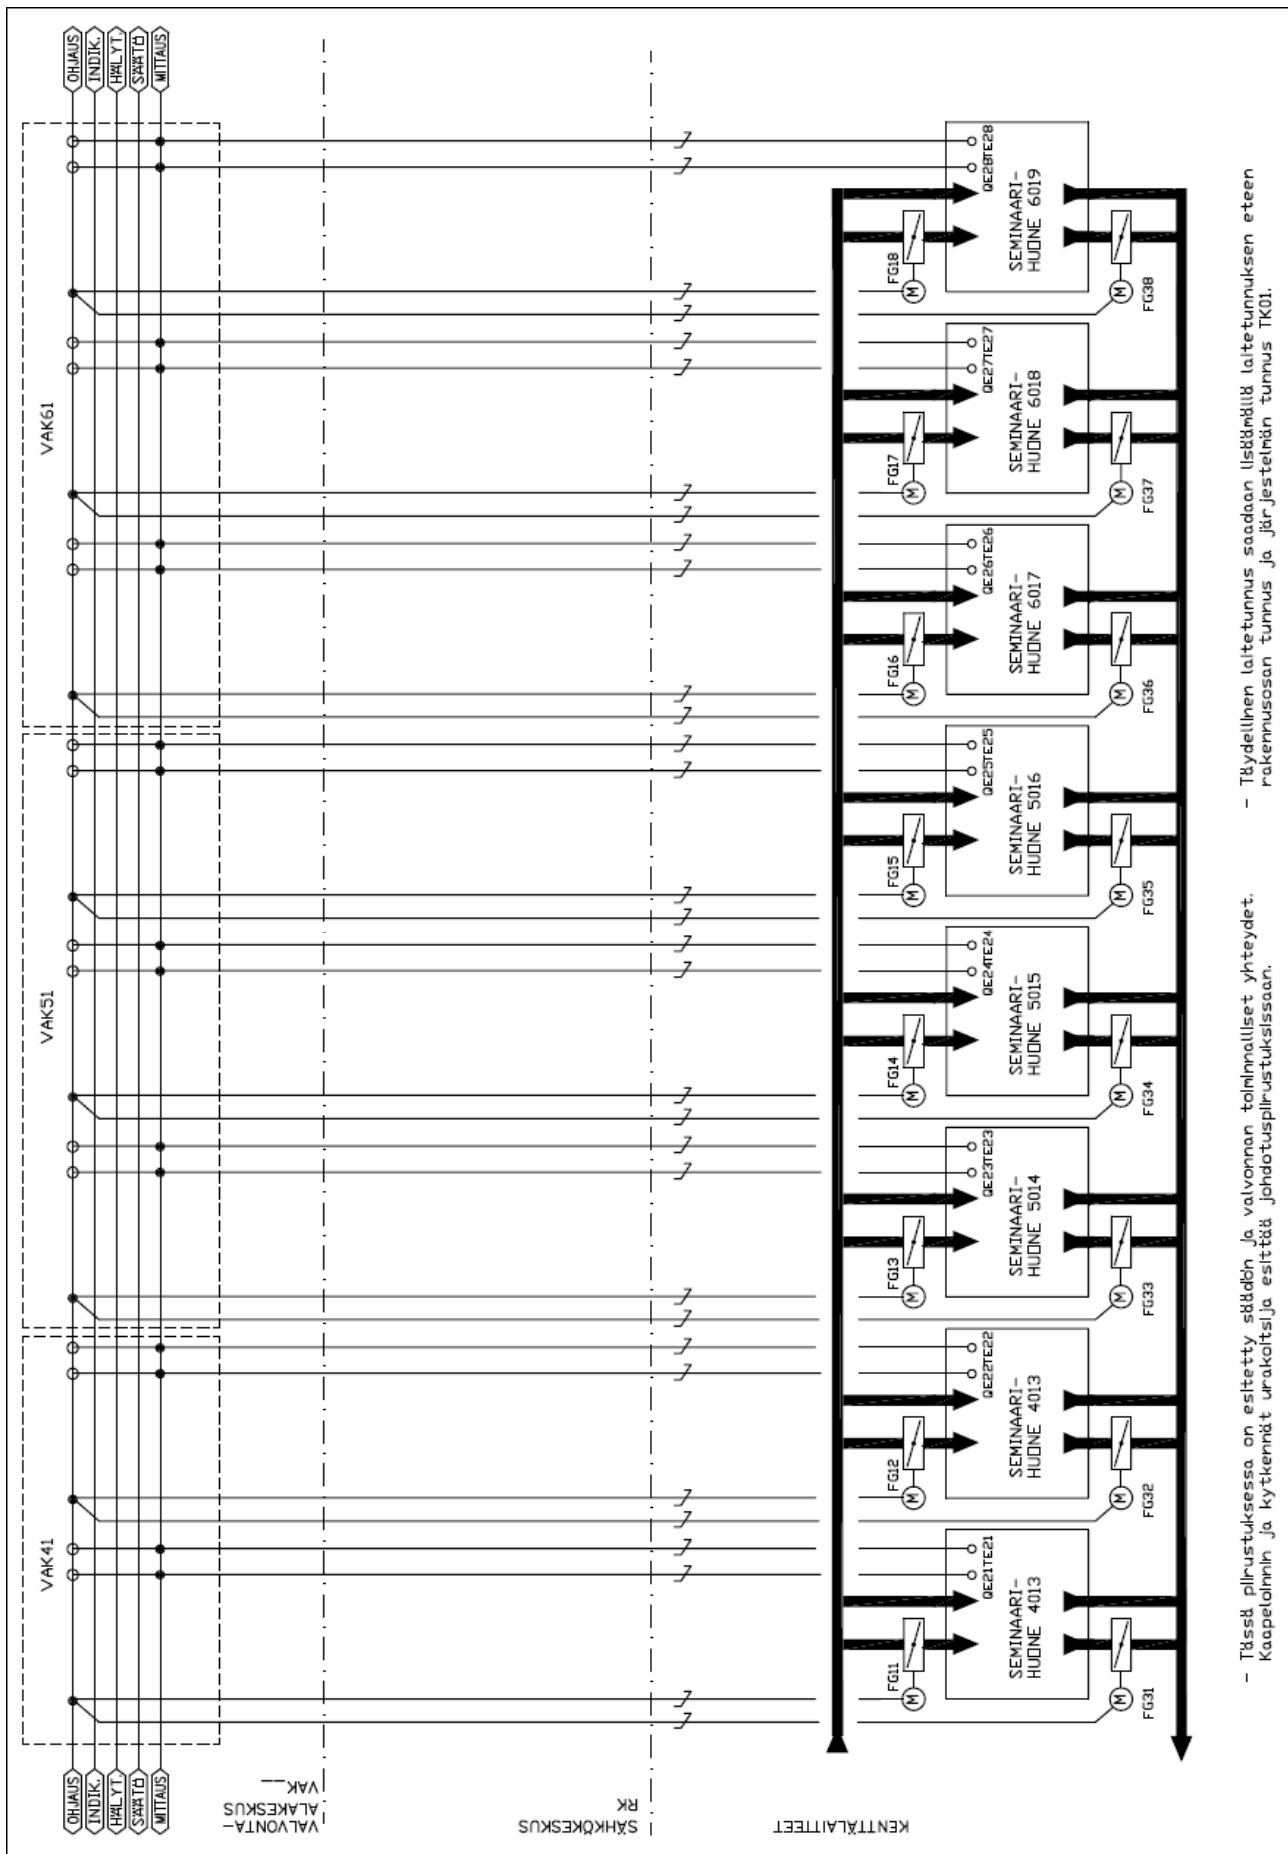 OHJAUS
INDIK.
HÄLYT.
SÄÄTÖ
MITTAUS
VAK41
VAK51
VAK61
OHJAUS
INDIK.
HÄLYT.
SÄÄTÖ
MITTAUS
VALVONTA-
ALAKESKUS
VAK__
SÄHKÖKESKUS
RK
KENTTÄLAITTEET
FG11
FG12
FG13
FG14
FG15
FG16
FG17
FG18
M
M
M
M
M
M
M
M
QE21TE21
QE22TE22
QE23TE23
QE24TE24
QE25TE25
QE26TE26
QE27TE27
QE28TE28
SEMINAARI-
HUONE 4013
SEMINAARI-
HUONE 4013
SEMINAARI-
HUONE 5014
SEMINAARI-
HUONE 5015
SEMINAARI-
HUONE 5016
SEMINAARI-
HUONE 6017
SEMINAARI-
HUONE 6018
SEMINAARI-
HUONE 6019
M
M
M
M
M
M
M
M
FG31
FG32
FG33
FG34
FG35
FG36
FG37
FG38
- Tässä piirustuksessa on esitetty säädön ja valvonnan toiminnalliset yhteydet.
Kaapeloinnin ja kytkennät urakoitsija esittää johdotuspiirustuksissaan.
- Täydellinen laitetunnus saadaan lisäämällä laitetunnuksen eteen
rakennusosan tunnus ja järjestelmän tunnus TK01.